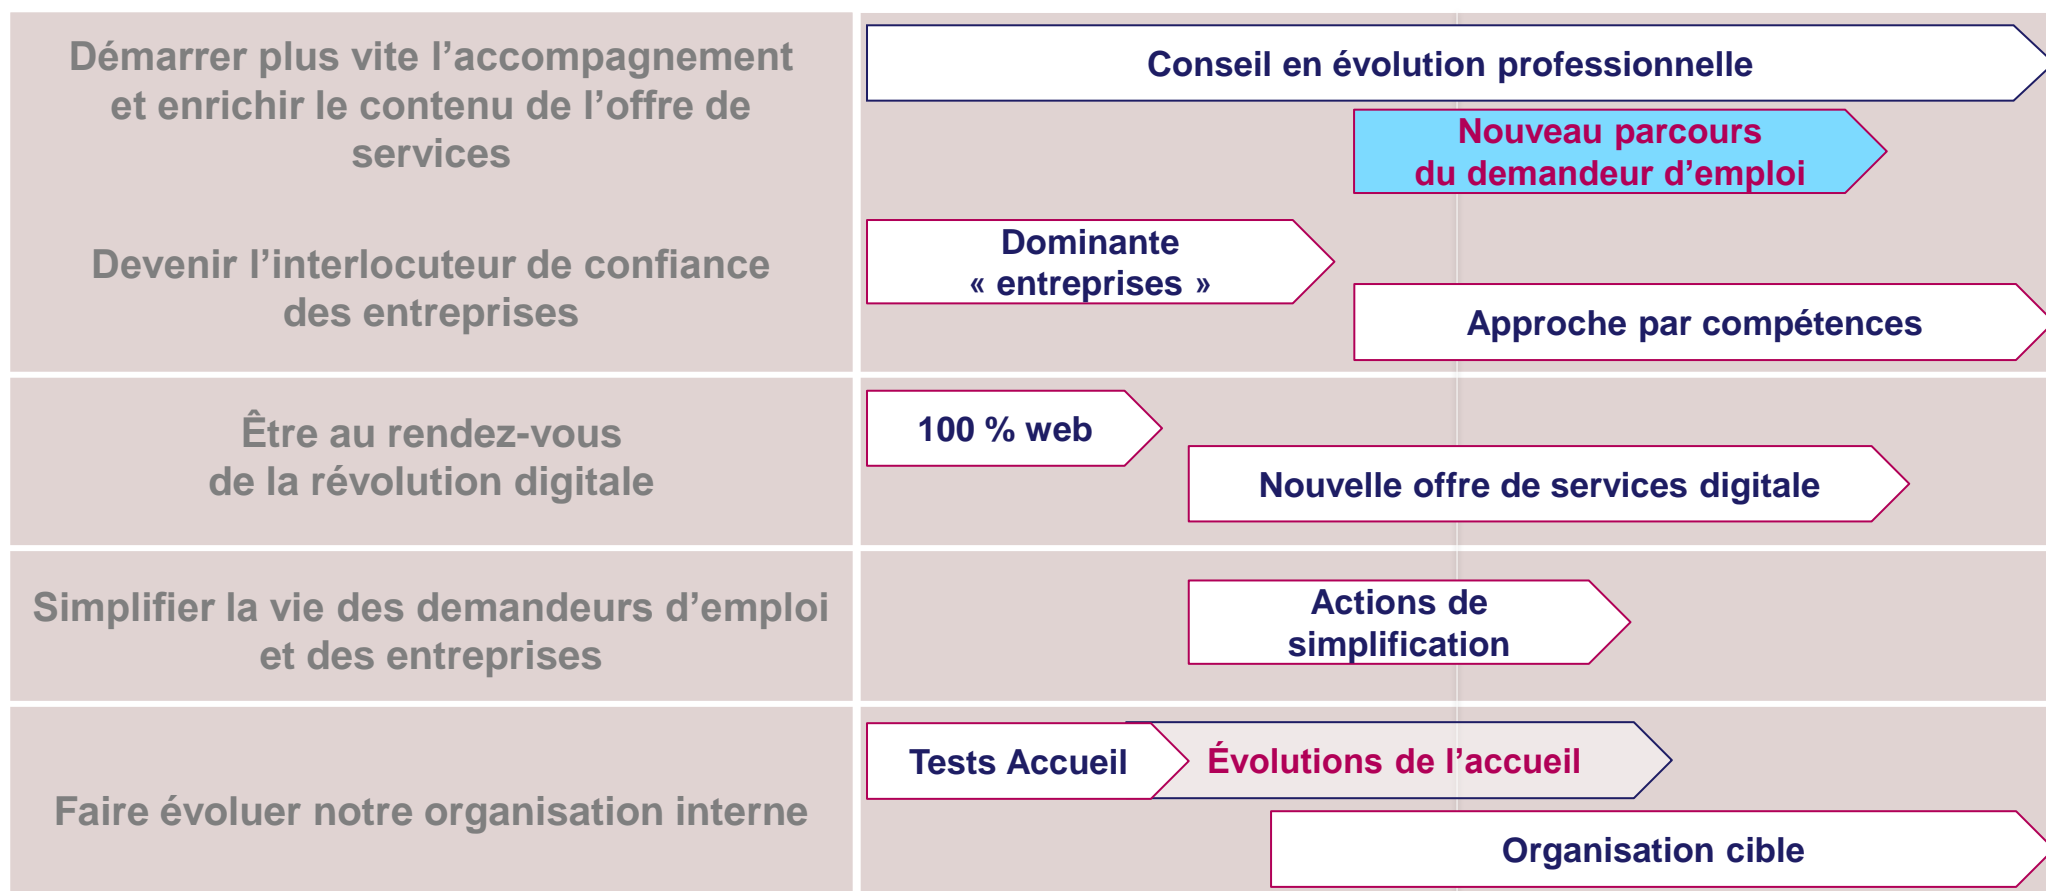 Démarrer plus vite l’accompagnement
et enrichir le contenu de l’offre de
services
Conseil en évolution professionnelle
Nouveau parcours
du demandeur d’emploi
Devenir l’interlocuteur de confiance
des entreprises
Dominante
« entreprises »
Approche par compétences
Être au rendez-vous
de la révolution digitale
100 % web
Nouvelle offre de services digitale
Simplifier la vie des demandeurs d’emploi
et des entreprises
Actions de
simplification
Faire évoluer notre organisation interne
Tests Accueil
Évolutions de l’accueil
Organisation cible